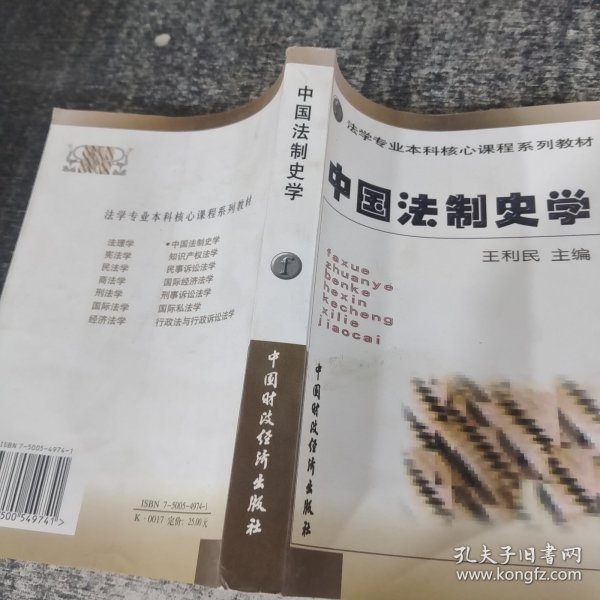 法学专业本科核心课程系列教材
中国法制史学
王利民 主编
faxue
zhuanye
benke
hexin
kecheng
xilie
jiaocai
中国财政经济出版社
中国法制史学
f
中国财政经济出版社
法学专业本科核心课程系列教材
法理学
宪法学
民法学
商法学
刑法学
国际法学
经济法学
•中国法制史学
知识产权法学
民事诉讼法学
国际经济法学
刑事诉讼法学
国际私法学
行政法与行政诉讼法学
ISBN 7-5005-4974-1
500549741>
ISBN 7-5005-4974-1
K·0017 定价:25.00元
孔夫子旧书网
www.kongfz.com